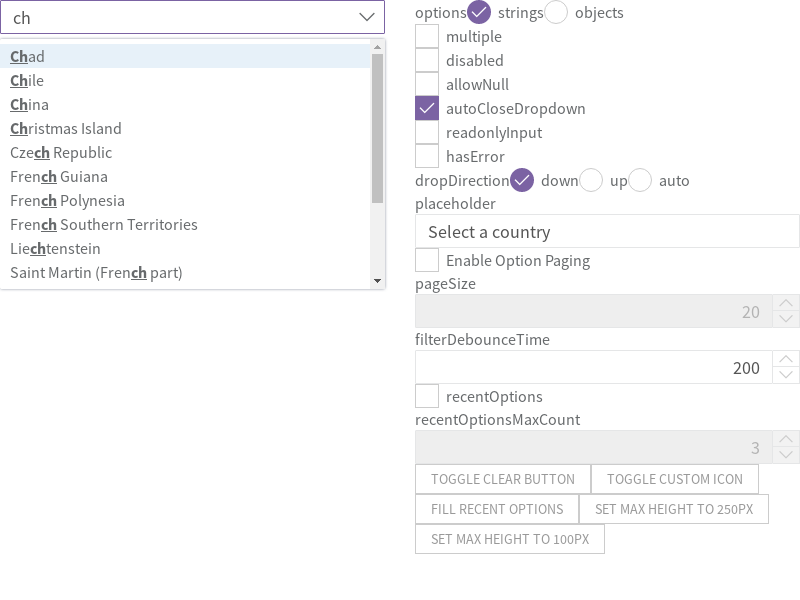 ch
Chad
Chile
China
Christmas Island
Czech Republic
French Guiana
French Polynesia
French Southern Territories
Liechtenstein
Saint Martin (French part)
options strings objects
multiple
disabled
allowNull
autoCloseDropdown
readonlyInput
hasError
dropDirection down up auto
placeholder
Select a country
Enable Option Paging
pageSize
20
filterDebounceTime
200
recentOptions
recentOptionsMaxCount
3
TOGGLE CLEAR BUTTON TOGGLE CUSTOM ICON
FILL RECENT OPTIONS SET MAX HEIGHT TO 250PX
SET MAX HEIGHT TO 100PX